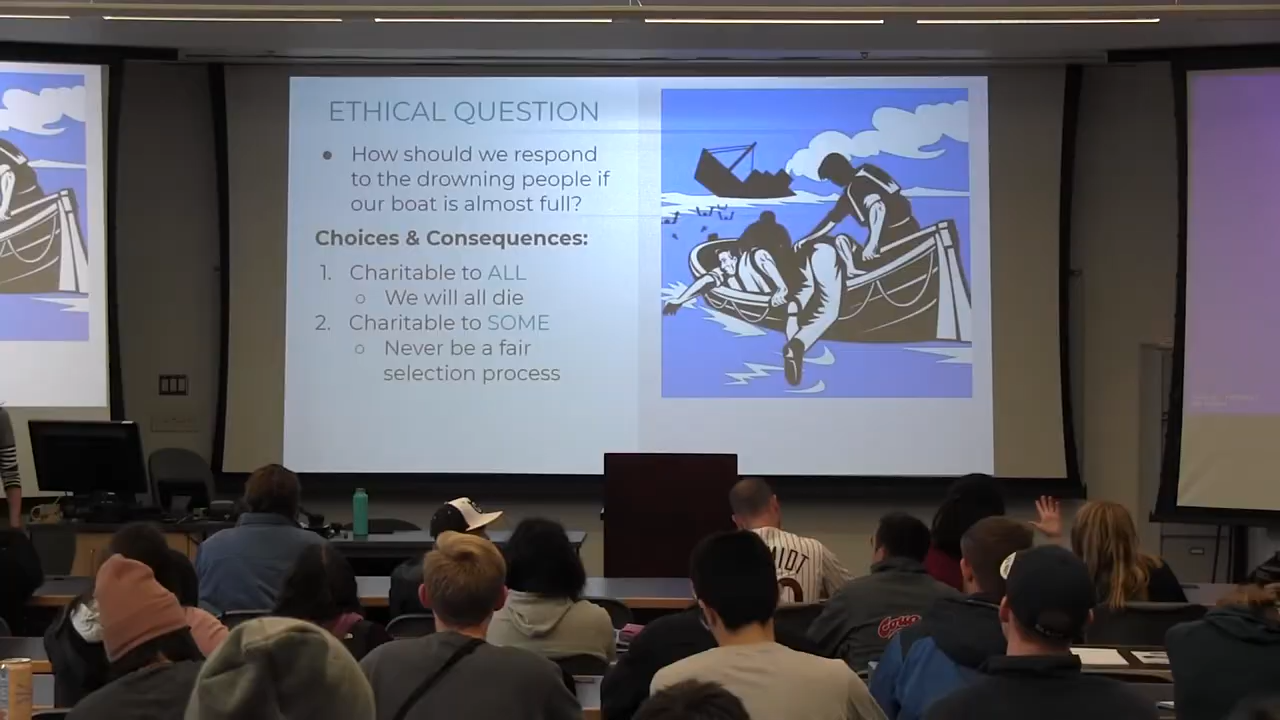 ETHICAL QUESTION
● How should we respond
to the drowning people if
our boat is almost full?
Choices & Consequences:
1. Charitable to ALL
○ We will all die
2. Charitable to SOME
○ Never be a fair
selection process